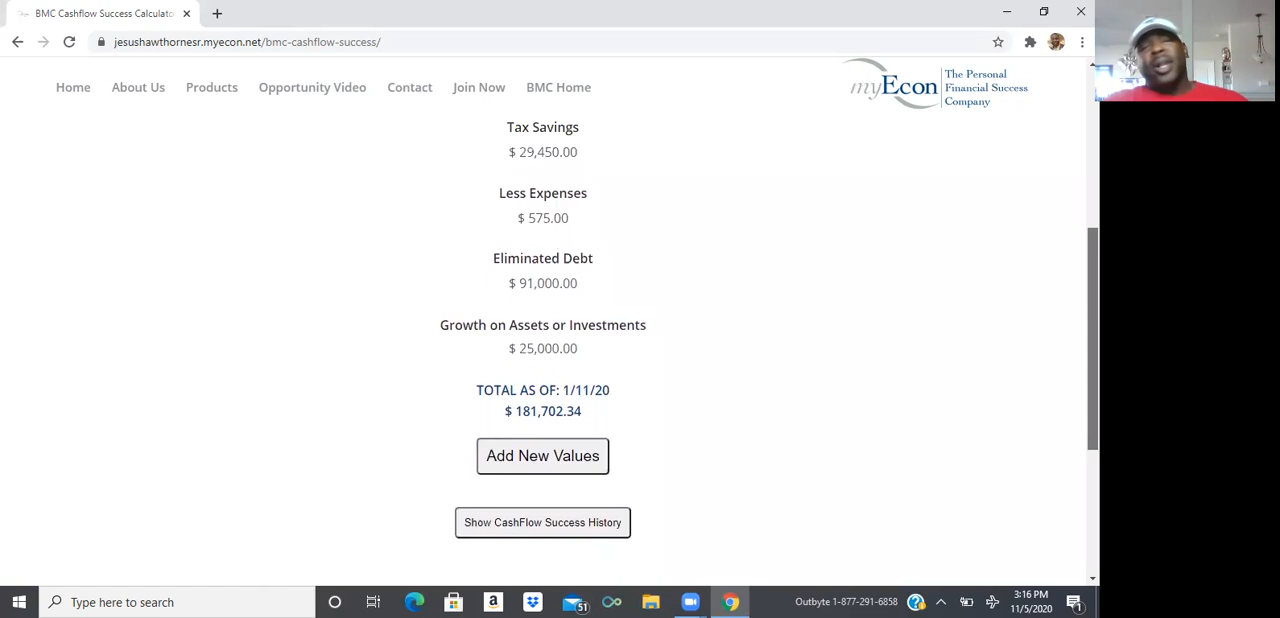 BMC Cashflow Success Calculato
jesushawthornesr.myecon.net/bmc-cashflow-success/
Home About Us Products Opportunity Video Contact Join Now BMC Home
myEcon The Personal
Financial Success
Company
Tax Savings
$ 29,450.00
Less Expenses
$ 575.00
Eliminated Debt
$ 91,000.00
Growth on Assets or Investments
$ 25,000.00
TOTAL AS OF: 1/11/20
$ 181,702.34
Add New Values
Show CashFlow Success History
Type here to search
a
51
Outbyte 1-877-291-6858
3:16 PM
11/5/2020
1